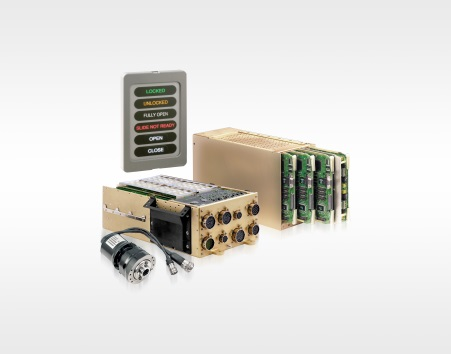 LOCKED
UNLOCKED
FULLY OPEN
SLIDE NOT READY
OPEN
CLOSE